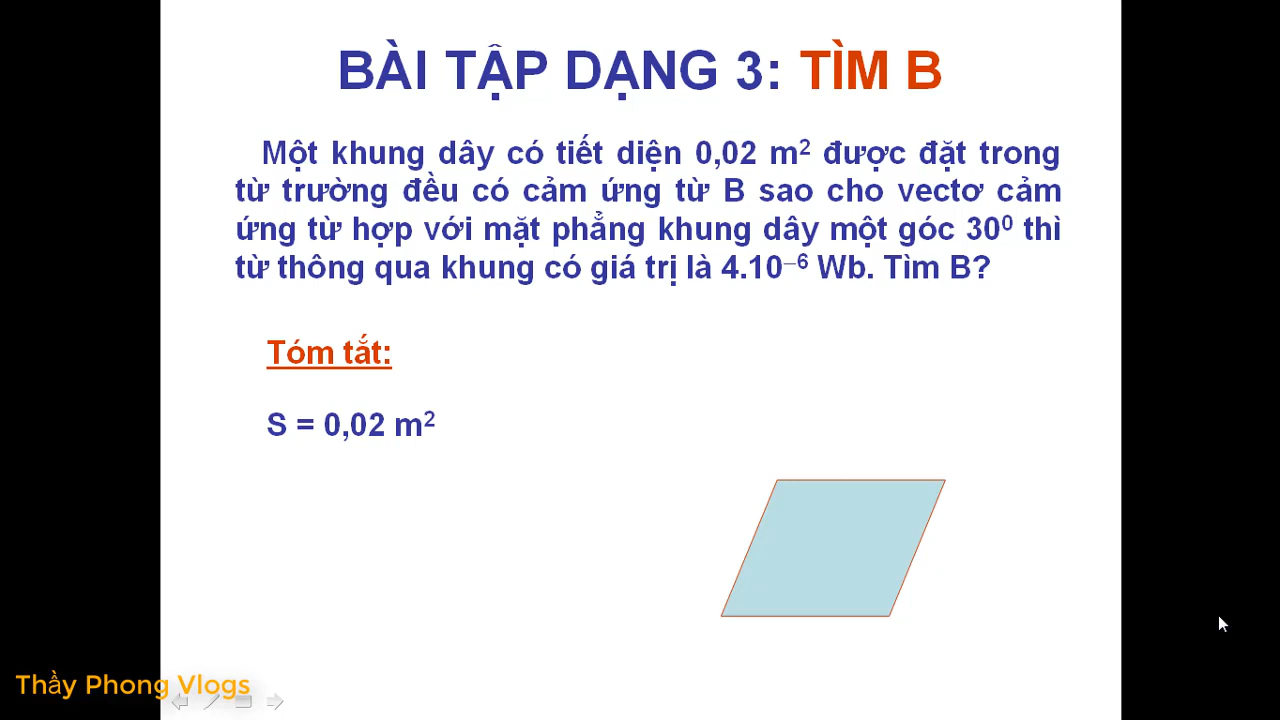 BÀI TẬP DẠNG 3: TÌM B
Một khung dây có tiết diện 0,02 m² được đặt trong
từ trường đều có cảm ứng từ B sao cho vectơ cảm
ứng từ hợp với mặt phẳng khung dây một góc 30⁰ thì
từ thông qua khung có giá trị là 4.10⁻⁶ Wb. Tìm B?
Tóm tắt:
S = 0,02 m²
Thầy Phong Vlogs